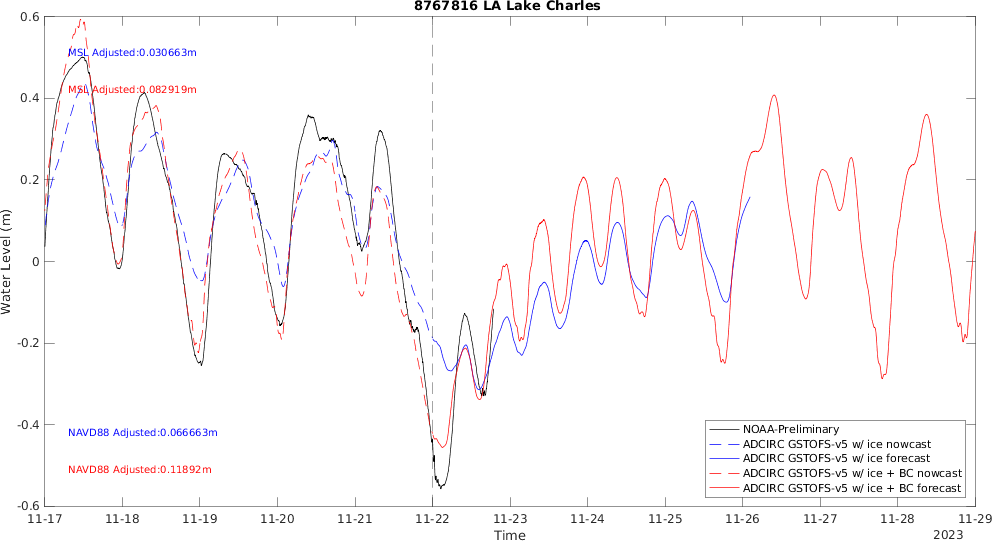 8767816 LA Lake Charles
0.6
MSL Adjusted:0.030663m
MSL Adjusted:0.082919m
0.4
0.2
Water Level (m)
0
-0.2
-0.4
NAVD88 Adjusted:0.066663m
NAVD88 Adjusted:0.11892m
-0.6
NOAA-Preliminary
ADCIRC GSTOFS-v5 w/ ice nowcast
ADCIRC GSTOFS-v5 w/ ice forecast
ADCIRC GSTOFS-v5 w/ ice + BC nowcast
ADCIRC GSTOFS-v5 w/ ice + BC forecast
11-17 11-18 11-19 11-20 11-21 11-22 11-23 11-24 11-25 11-26 11-27 11-28 11-29
Time
2023